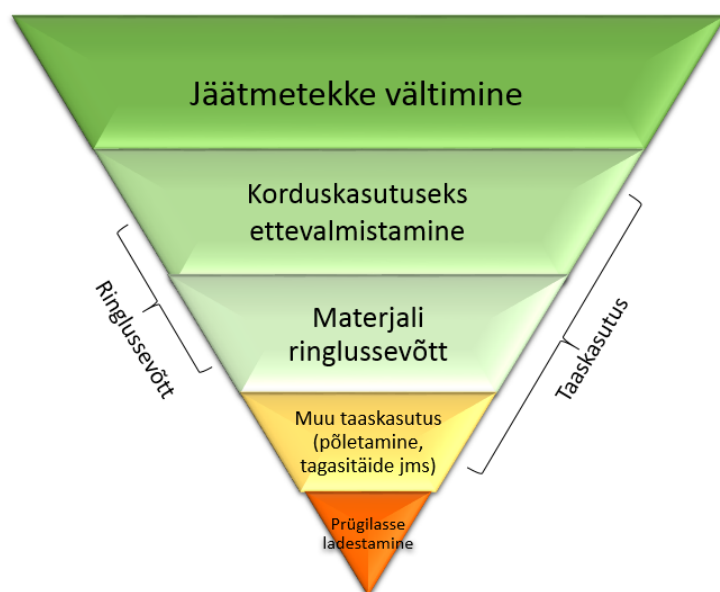 Jäätmetekke vältimine
Korduskasutuseks
ettevalmistamine
Materjali
ringlussevõtt
Muu taaskasutus
(põletamine,
tagasitäide jms)
Prügilasse
ladestamine
Ringlussevõtt
Taaskasutus